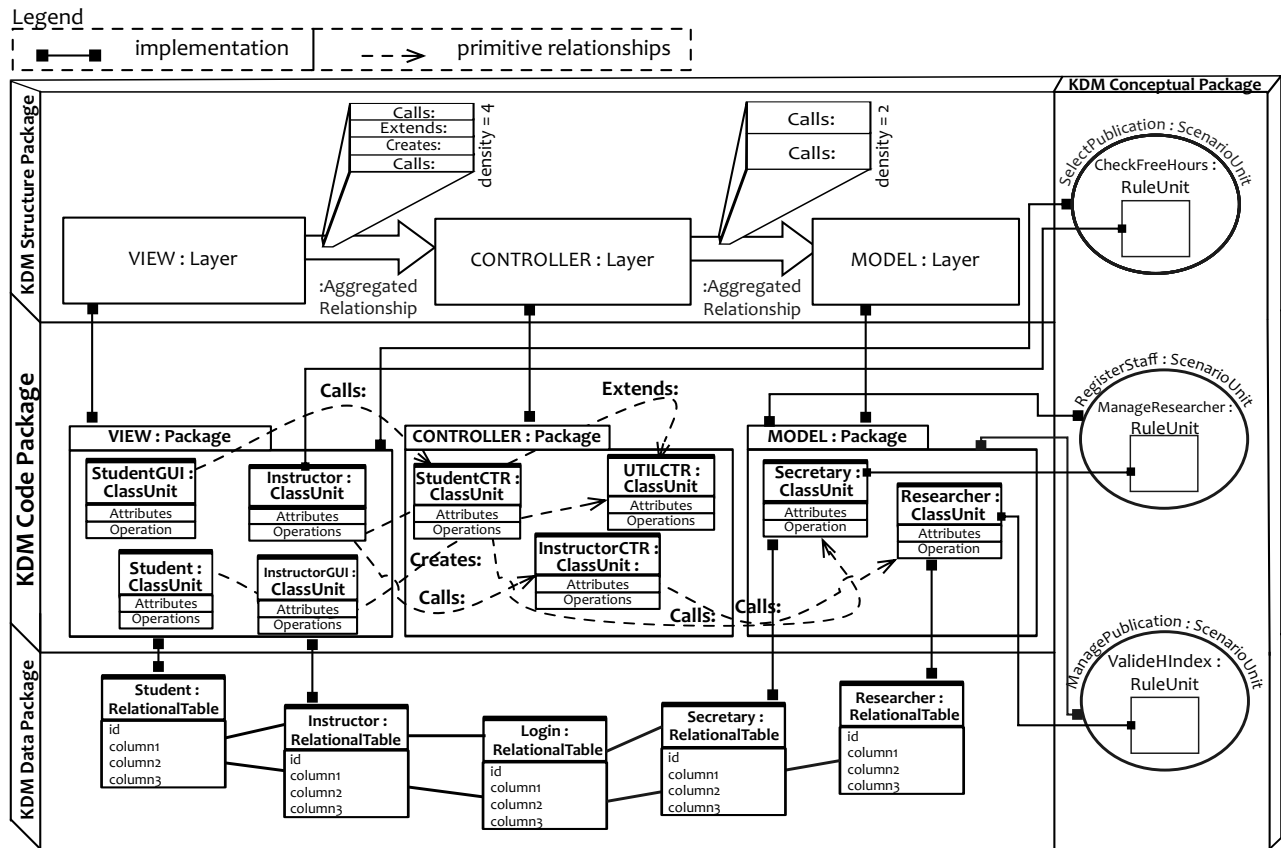 Legend
implementation
primitive relationships
KDM Structure Package
KDM Conceptual Package
Calls:
Extends:
Creates:
Calls:
density = 4
Calls:
Calls:
density = 2
VIEW : Layer
CONTROLLER : Layer
MODEL : Layer
:Aggregated
Relationship
:Aggregated
Relationship
SelectPublication : ScenarioUnit
CheckFreeHours :
RuleUnit
KDM Code Package
Calls:
Extends:
VIEW : Package
CONTROLLER : Package
MODEL : Package
StudentGUI :
ClassUnit
Attributes
Operation
Instructor :
ClassUnit
Attributes
Operations
StudentCTR :
ClassUnit
Attributes
Operations
UTILCTR :
ClassUnit
Attributes
Operations
Secretary :
ClassUnit
Attributes
Operation
Researcher :
ClassUnit
Attributes
Operation
Student :
ClassUnit
Attributes
Operations
InstructorGUI :
ClassUnit
Attributes
Operations
Creates:
Calls:
InstructorCTR :
ClassUnit :
Attributes
Operations
Calls:
Calls:
RegisterStaff : ScenarioUnit
ManageResearcher :
RuleUnit
ManagePublication : ScenarioUnit
ValideHIndex :
RuleUnit
KDM Data Package
Student :
RelationalTable
id
column1
column2
column3
Instructor :
RelationalTable
id
column1
column2
column3
Login :
RelationalTable
id
column1
column2
column3
Secretary :
RelationalTable
id
column1
column2
column3
Researcher :
RelationalTable
id
column1
column2
column3